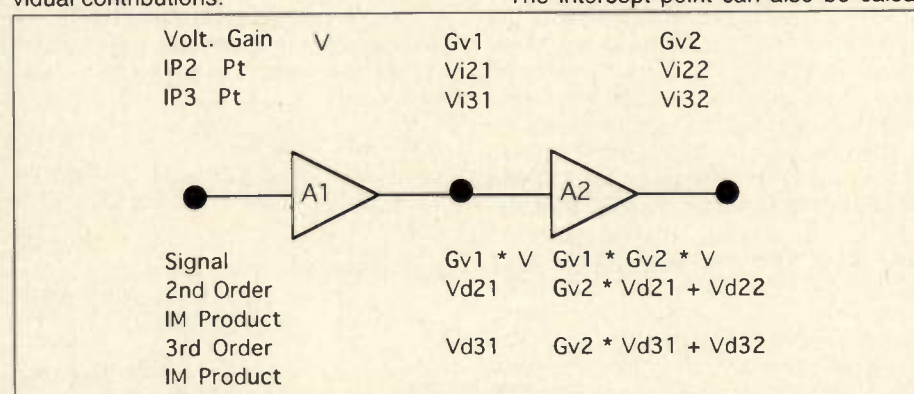 vidual contributions.
The intercept point can also be calcu-
Volt. Gain V Gv1 Gv2
IP2 Pt Vi21 Vi22
IP3 Pt Vi31 Vi32
A1 A2
Signal Gv1 * V Gv1 * Gv2 * V
2nd Order Vd21 Gv2 * Vd21 + Vd22
IM Product
3rd Order Vd31 Gv2 * Vd31 + Vd32
IM Product